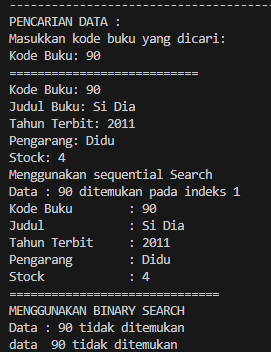 --------------------------------------
PENCARIAN DATA :
Masukkan kode buku yang dicari:
Kode Buku: 90
===========================
Kode Buku: 90
Judul Buku: Si Dia
Tahun Terbit: 2011
Pengarang: Didu
Stock: 4
Menggunakan sequential Search
Data : 90 ditemukan pada indeks 1
Kode Buku        : 90
Judul            : Si Dia
Tahun Terbit     : 2011
Pengarang        : Didu
Stock            : 4
==============================
MENGGUNAKAN BINARY SEARCH
Data : 90 tidak ditemukan
data  90 tidak ditemukan